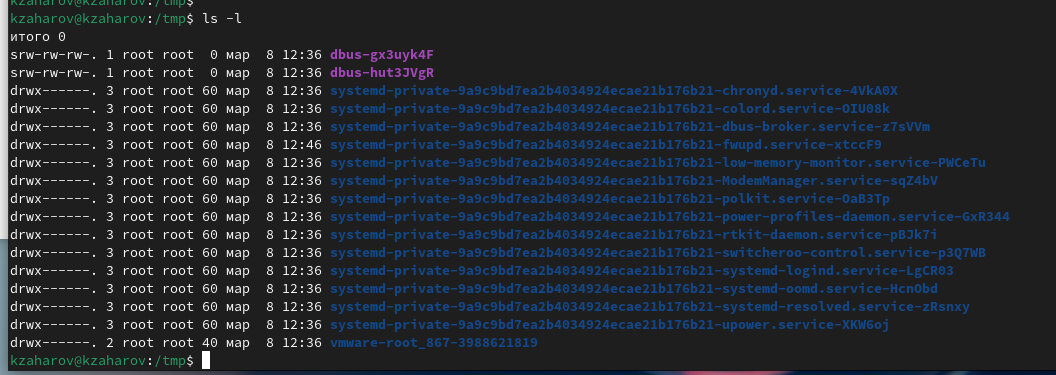 kzaharov@kzaharov:/tmp$
kzaharov@kzaharov:/tmp$ ls -l
итого 0
srw-rw-rw-. 1 root root  0 мар  8 12:36 dbus-gx3uyk4F
srw-rw-rw-. 1 root root  0 мар  8 12:36 dbus-hut3JVgR
drwx------. 3 root root 60 мар  8 12:36 systemd-private-9a9c9bd7ea2b4034924ecae21b176b21-chronyd.service-4VkA0X
drwx------. 3 root root 60 мар  8 12:36 systemd-private-9a9c9bd7ea2b4034924ecae21b176b21-colord.service-OIU08k
drwx------. 3 root root 60 мар  8 12:36 systemd-private-9a9c9bd7ea2b4034924ecae21b176b21-dbus-broker.service-z7sVVm
drwx------. 3 root root 60 мар  8 12:46 systemd-private-9a9c9bd7ea2b4034924ecae21b176b21-fwupd.service-xtccF9
drwx------. 3 root root 60 мар  8 12:36 systemd-private-9a9c9bd7ea2b4034924ecae21b176b21-low-memory-monitor.service-PWCeTu
drwx------. 3 root root 60 мар  8 12:36 systemd-private-9a9c9bd7ea2b4034924ecae21b176b21-ModemManager.service-sqZ4bV
drwx------. 3 root root 60 мар  8 12:36 systemd-private-9a9c9bd7ea2b4034924ecae21b176b21-polkit.service-OaB3Tp
drwx------. 3 root root 60 мар  8 12:36 systemd-private-9a9c9bd7ea2b4034924ecae21b176b21-power-profiles-daemon.service-GxR344
drwx------. 3 root root 60 мар  8 12:36 systemd-private-9a9c9bd7ea2b4034924ecae21b176b21-rtkit-daemon.service-pBJk7i
drwx------. 3 root root 60 мар  8 12:36 systemd-private-9a9c9bd7ea2b4034924ecae21b176b21-switcheroo-control.service-p3Q7WB
drwx------. 3 root root 60 мар  8 12:36 systemd-private-9a9c9bd7ea2b4034924ecae21b176b21-systemd-logind.service-LgCR03
drwx------. 3 root root 60 мар  8 12:36 systemd-private-9a9c9bd7ea2b4034924ecae21b176b21-systemd-oomd.service-HcnObd
drwx------. 3 root root 60 мар  8 12:36 systemd-private-9a9c9bd7ea2b4034924ecae21b176b21-systemd-resolved.service-zRsnxy
drwx------. 3 root root 60 мар  8 12:36 systemd-private-9a9c9bd7ea2b4034924ecae21b176b21-upower.service-XKW6oj
drwx------. 2 root root 40 мар  8 12:36 vmware-root_867-3988621819
kzaharov@kzaharov:/tmp$